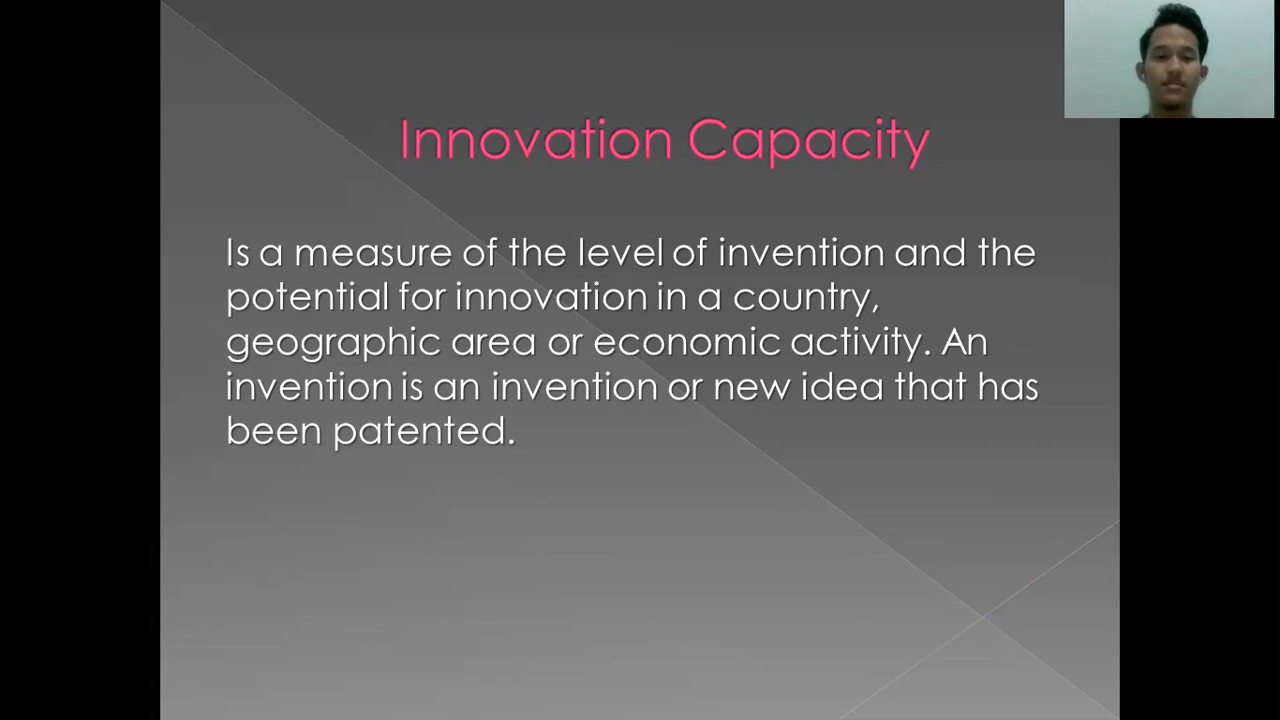 Innovation Capacity
Is a measure of the level of invention and the
potential for innovation in a country,
geographic area or economic activity. An
invention is an invention or new idea that has
been patented.